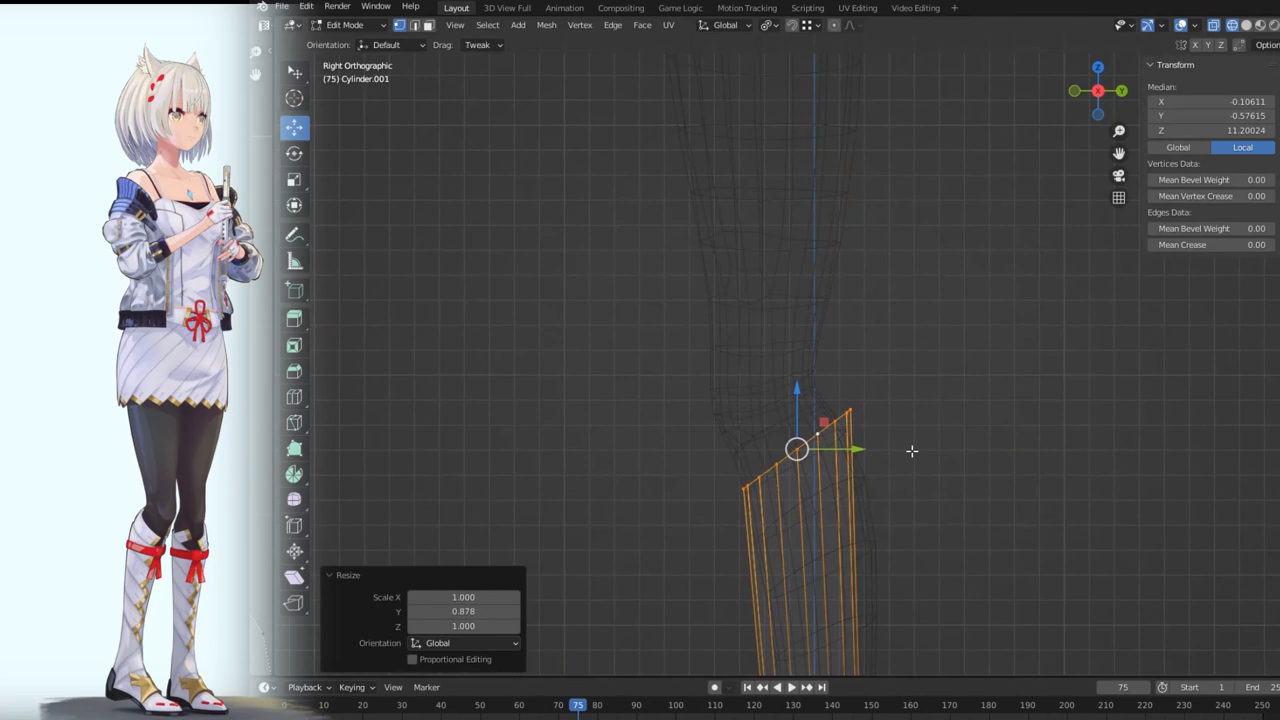 File Edit Render Window Help Layout 3D View Full Animation Compositing Game Logic Motion Tracking Scripting UV Editing Video Editing +
Edit Mode View Select Add Mesh Vertex Edge Face UV Global
Orientation: Default Drag: Tweak X Y Z
Right Orthographic
(75) Cylinder.001
Z
Y
X
Transform
Median:
X -0.10611
Y -0.57615
Z 11.20024
Global Local
Vertices Data:
Mean Bevel Weight 0.00
Mean Vertex Crease 0.00
Edges Data:
Mean Bevel Weight 0.00
Mean Crease 0.00
Resize
Scale X 1.000
Y 0.878
Z 1.000
Orientation Global
Proportional Editing
Playback Keying View Marker 75 Start 1 End
0 10 20 30 40 50 60 70 75 80 90 100 110 120 130 140 150 160 170 180 190 200 210 220 230 240 250